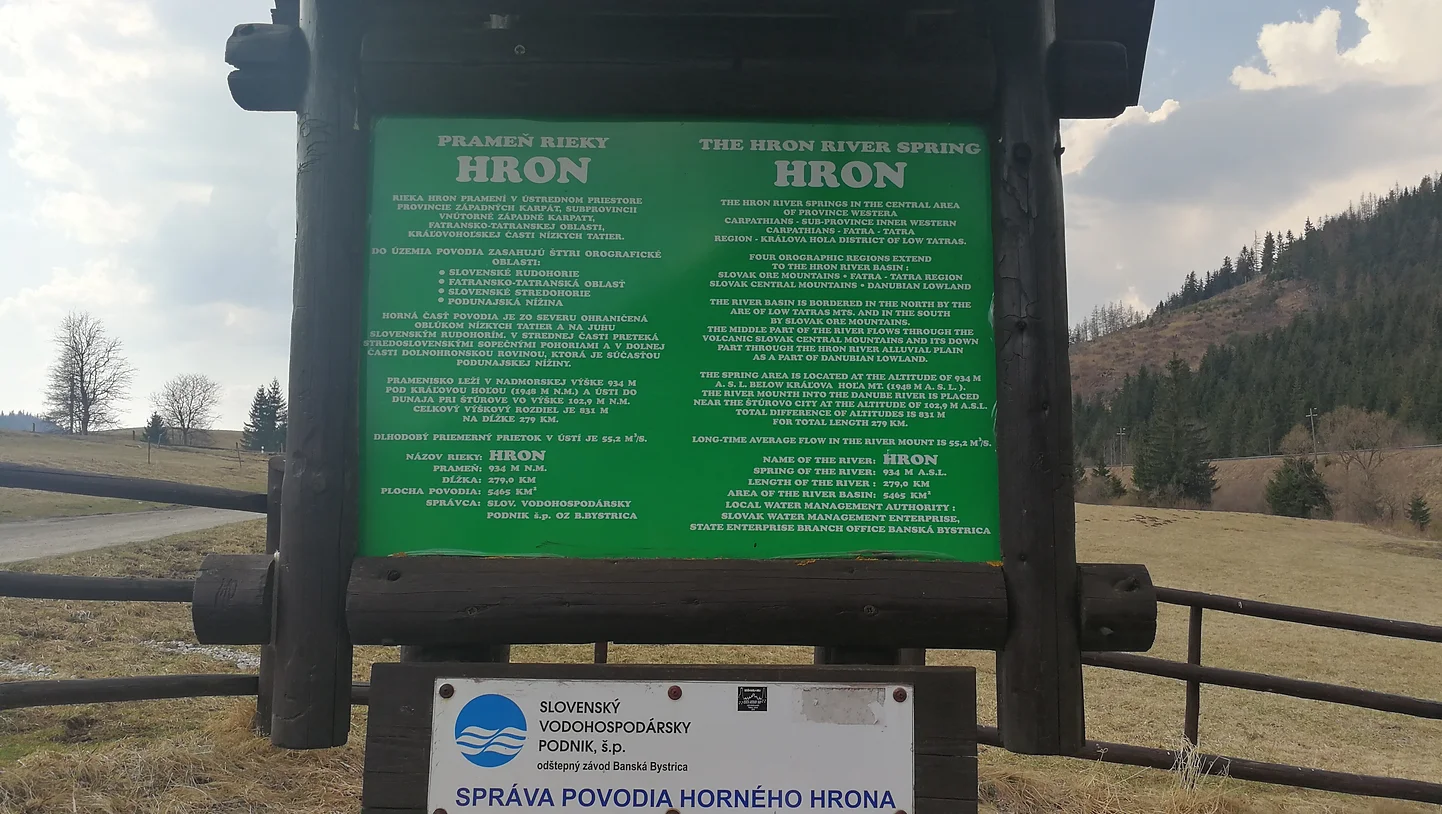 PRAMEŇ RIEKY
HRON
RIEKA HRON PRAMENÍ V ÚSTREDNOM PRIESTORE
PROVINCIE ZÁPADNÝCH KARPÁT, SUBPROVINCII
VNÚTORNÉ ZÁPADNÉ KARPATY,
FATRANSKO-TATRANSKEJ OBLASTI,
KRÁĽOVOHOĽSKEJ ČASTI NÍZKYCH TATIER.
DO ÚZEMIA POVODIA ZASAHUJÚ ŠTYRI OROGRAFICKÉ
OBLASTI:
• SLOVENSKÉ RUDOHORIE
• FATRANSKO-TATRANSKÁ OBLASŤ
• SLOVENSKÉ STREDOHORIE
• PODUNAJSKÁ NÍŽINA
HORNÁ ČASŤ POVODIA JE ZO SEVERU OHRANIČENÁ
OBLÚKOM NÍZKYCH TATIER A NA JUHU
SLOVENSKÝM RUDOHORÍM. V STREDNEJ ČASTI PRETEKÁ
STREDOSLOVENSKÝMI SOPEČNÝMI POHORIAMI A V DOLNEJ
ČASTI DOLNOHRONSKOU ROVINOU, KTORÁ JE SÚČASŤOU
PODUNAJSKEJ NÍŽINY.
PRAMENISKO LEŽÍ V NADMORSKEJ VÝŠKE 934 M
POD KRÁĽOVOU HOĽOU (1948 M N.M.) A ÚSTI DO
DUNAJA PRI ŠTÚROVE VO VÝŠKE 102,9 M N.M.
CELKOVÝ VÝŠKOVÝ ROZDIEL JE 831 M
NA DĹŽKE 279 KM.
DLHODOBÝ PRIEMERNÝ PRIETOK V ÚSTÍ JE 55,2 M³/S.
NÁZOV RIEKY: HRON
PRAMEŇ: 934 M N.M.
DĹŽKA: 279,0 KM
PLOCHA POVODIA: 5465 KM²
SPRÁVCA: SLOV. VODOHOSPODÁRSKY
PODNIK š.p. OZ B.BYSTRICA
THE HRON RIVER SPRING
HRON
THE HRON RIVER SPRINGS IN THE CENTRAL AREA
OF PROVINCE WESTERA
CARPATHIANS - SUB-PROVINCE INNER WESTERN
CARPATHIANS - FATRA - TATRA
REGION - KRÁLOVA HOLA DISTRICT OF LOW TATRAS.
FOUR OROGRAPHIC REGIONS EXTEND
TO THE HRON RIVER BASIN :
SLOVAK ORE MOUNTAINS • FATRA - TATRA REGION
SLOVAK CENTRAL MOUNTAINS • DANUBIAN LOWLAND
THE RIVER BASIN IS BORDERED IN THE NORTH BY THE
ARE OF LOW TATRAS MTS. AND IN THE SOUTH
BY SLOVAK ORE MOUNTAINS.
THE MIDDLE PART OF THE RIVER FLOWS THROUGH THE
VOLCANIC SLOVAK CENTRAL MOUNTAINS AND ITS DOWN
PART THROUGH THE HRON RIVER ALLUVIAL PLAIN
AS A PART OF DANUBIAN LOWLAND.
THE SPRING AREA IS LOCATED AT THE ALTITUDE OF 934 M
A. S. L. BELOW KRÁĽOVA HOĽA MT. (1948 M A. S. L. ).
THE RIVER MOUNTH INTO THE DANUBE RIVER IS PLACED
NEAR THE ŠTÚROVO CITY AT THE ALTITUDE OF 102,9 M A.S.L.
TOTAL DIFFERENCE OF ALTITUDES IS 831 M
FOR TOTAL LENGTH 279 KM.
LONG-TIME AVERAGE FLOW IN THE RIVER MOUNT IS 55,2 M³/S.
NAME OF THE RIVER: HRON
SPRING OF THE RIVER: 934 M A.S.L.
LENGTH OF THE RIVER : 279,0 KM
AREA OF THE RIVER BASIN: 5465 KM²
LOCAL WATER MANAGEMENT AUTHORITY :
SLOVAK WATER MANAGEMENT ENTERPRISE,
STATE ENTERPRISE BRANCH OFFICE BANSKÁ BYSTRICA
SLOVENSKÝ
VODOHOSPODÁRSKY
PODNIK, š.p.
odštepný závod Banská Bystrica
SPRÁVA POVODIA HORNÉHO HRONA